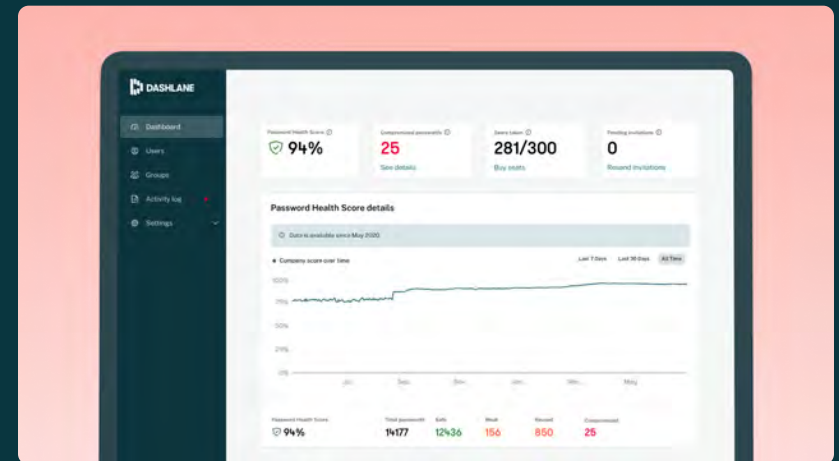 DASHLANE
Dashboard
Users
Groups
Activity log
Settings
Password Health Score
94%
Compromised passwords
25
See details
Seats taken
281/300
Buy seats
Pending invitations
0
Resend invitations
Password Health Score details
Data is available since May 2020
Company score over time
Last 7 Days Last 30 Days All Time
100%
75%
50%
25%
0%
Sep. Nov. Jan. May
Password Health Score
94%
Total passwords
14177
Safe
12436
Weak
156
Reused
850
Compromised
25